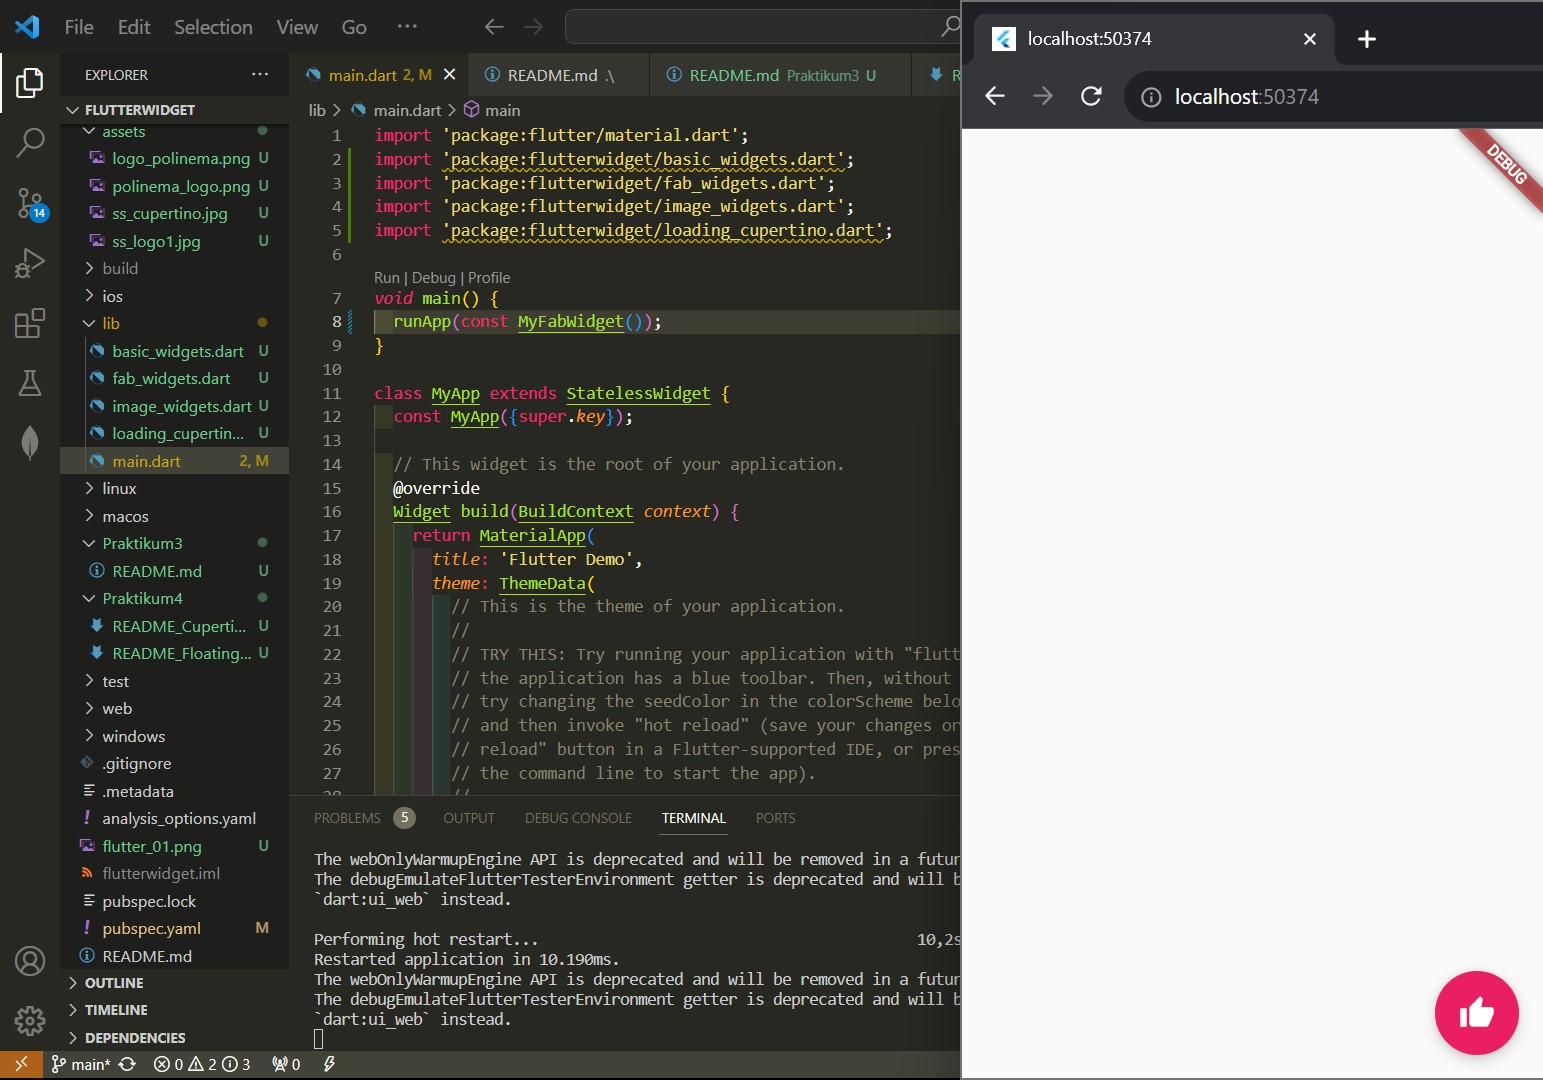 File Edit Selection View Go ···
EXPLORER ···
FLUTTERWIDGET
assets
logo_polinema.png U
polinema_logo.png U
ss_cupertino.jpg U
ss_logo1.jpg U
build
ios
lib
basic_widgets.dart U
fab_widgets.dart U
image_widgets.dart U
loading_cupertin... U
main.dart 2, M
linux
macos
Praktikum3
README.md U
Praktikum4
README_Cuperti... U
README_Floating... U
test
web
windows
.gitignore
.metadata
analysis_options.yaml
flutter_01.png U
flutterwidget.iml
pubspec.lock
pubspec.yaml M
README.md
OUTLINE
TIMELINE
DEPENDENCIES
14
main.dart 2, M README.md .\ README.md Praktikum3 U R
lib > main.dart > main
1 import 'package:flutter/material.dart';
2 import 'package:flutterwidget/basic_widgets.dart';
3 import 'package:flutterwidget/fab_widgets.dart';
4 import 'package:flutterwidget/image_widgets.dart';
5 import 'package:flutterwidget/loading_cupertino.dart';
6
Run | Debug | Profile
7 void main() {
8 runApp(const MyFabWidget());
9 }
10
11 class MyApp extends StatelessWidget {
12 const MyApp({super.key});
13
14 // This widget is the root of your application.
15 @override
16 Widget build(BuildContext context) {
17 return MaterialApp(
18 title: 'Flutter Demo',
19 theme: ThemeData(
20 // This is the theme of your application.
21 //
22 // TRY THIS: Try running your application with "flutt
23 // the application has a blue toolbar. Then, without
24 // try changing the seedColor in the colorScheme belo
25 // and then invoke "hot reload" (save your changes or
26 // reload" button in a Flutter-supported IDE, or pres
27 // the command line to start the app).
28 //
PROBLEMS 5 OUTPUT DEBUG CONSOLE TERMINAL PORTS
The webOnlyWarmupEngine API is deprecated and will be removed in a futur
The debugEmulateFlutterTesterEnvironment getter is deprecated and will b
`dart:ui_web` instead.
Performing hot restart... 10,2s
Restarted application in 10.190ms.
The webOnlyWarmupEngine API is deprecated and will be removed in a futur
The debugEmulateFlutterTesterEnvironment getter is deprecated and will b
`dart:ui_web` instead.
main* 0 2 3 0
localhost:50374
localhost:50374
DEBUG